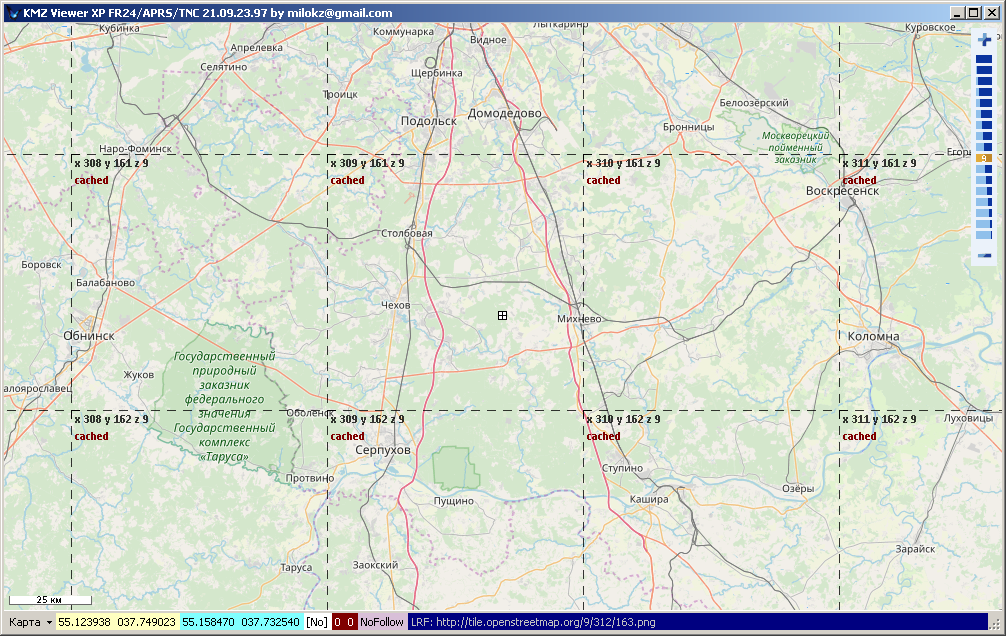 KMZ Viewer XP FR24/APRS/TNC 21.09.23.97 by milokz@gmail.com
Кубинка
Коммунарка
Видное
Лыткарино
Куровское
Апрелевка
Селятино
Щербинка
Троицк
Подольск
Домодедово
Белоозёрский
Бронницы
Москворецкий
пойменный
заказник
Наро-Фоминск
x 308 y 161 z 9
cached
x 309 y 161 z 9
cached
x 310 y 161 z 9
cached
x 311 y 161 z 9
cached
9
Воскресенск
Столбовая
Боровск
Балабаново
Чехов
Михнево
Обнинск
Коломна
Государственный
природный
заказник
федерального
значения
Государственный
комплекс
«Таруса»
Жуков
алоярославец
Оболенск
x 308 y 162 z 9
cached
x 309 y 162 z 9
cached
x 310 y 162 z 9
cached
x 311 y 162 z 9
cached
Луховицы
Серпухов
Протвино
Ступино
Пущино
Кашира
Озёры
Таруса
Заокский
Зарайск
25 км
Карта 55.123938 037.749023 55.158470 037.732540 [No] 0 0 NoFollow LRF: http://tile.openstreetmap.org/9/312/163.png